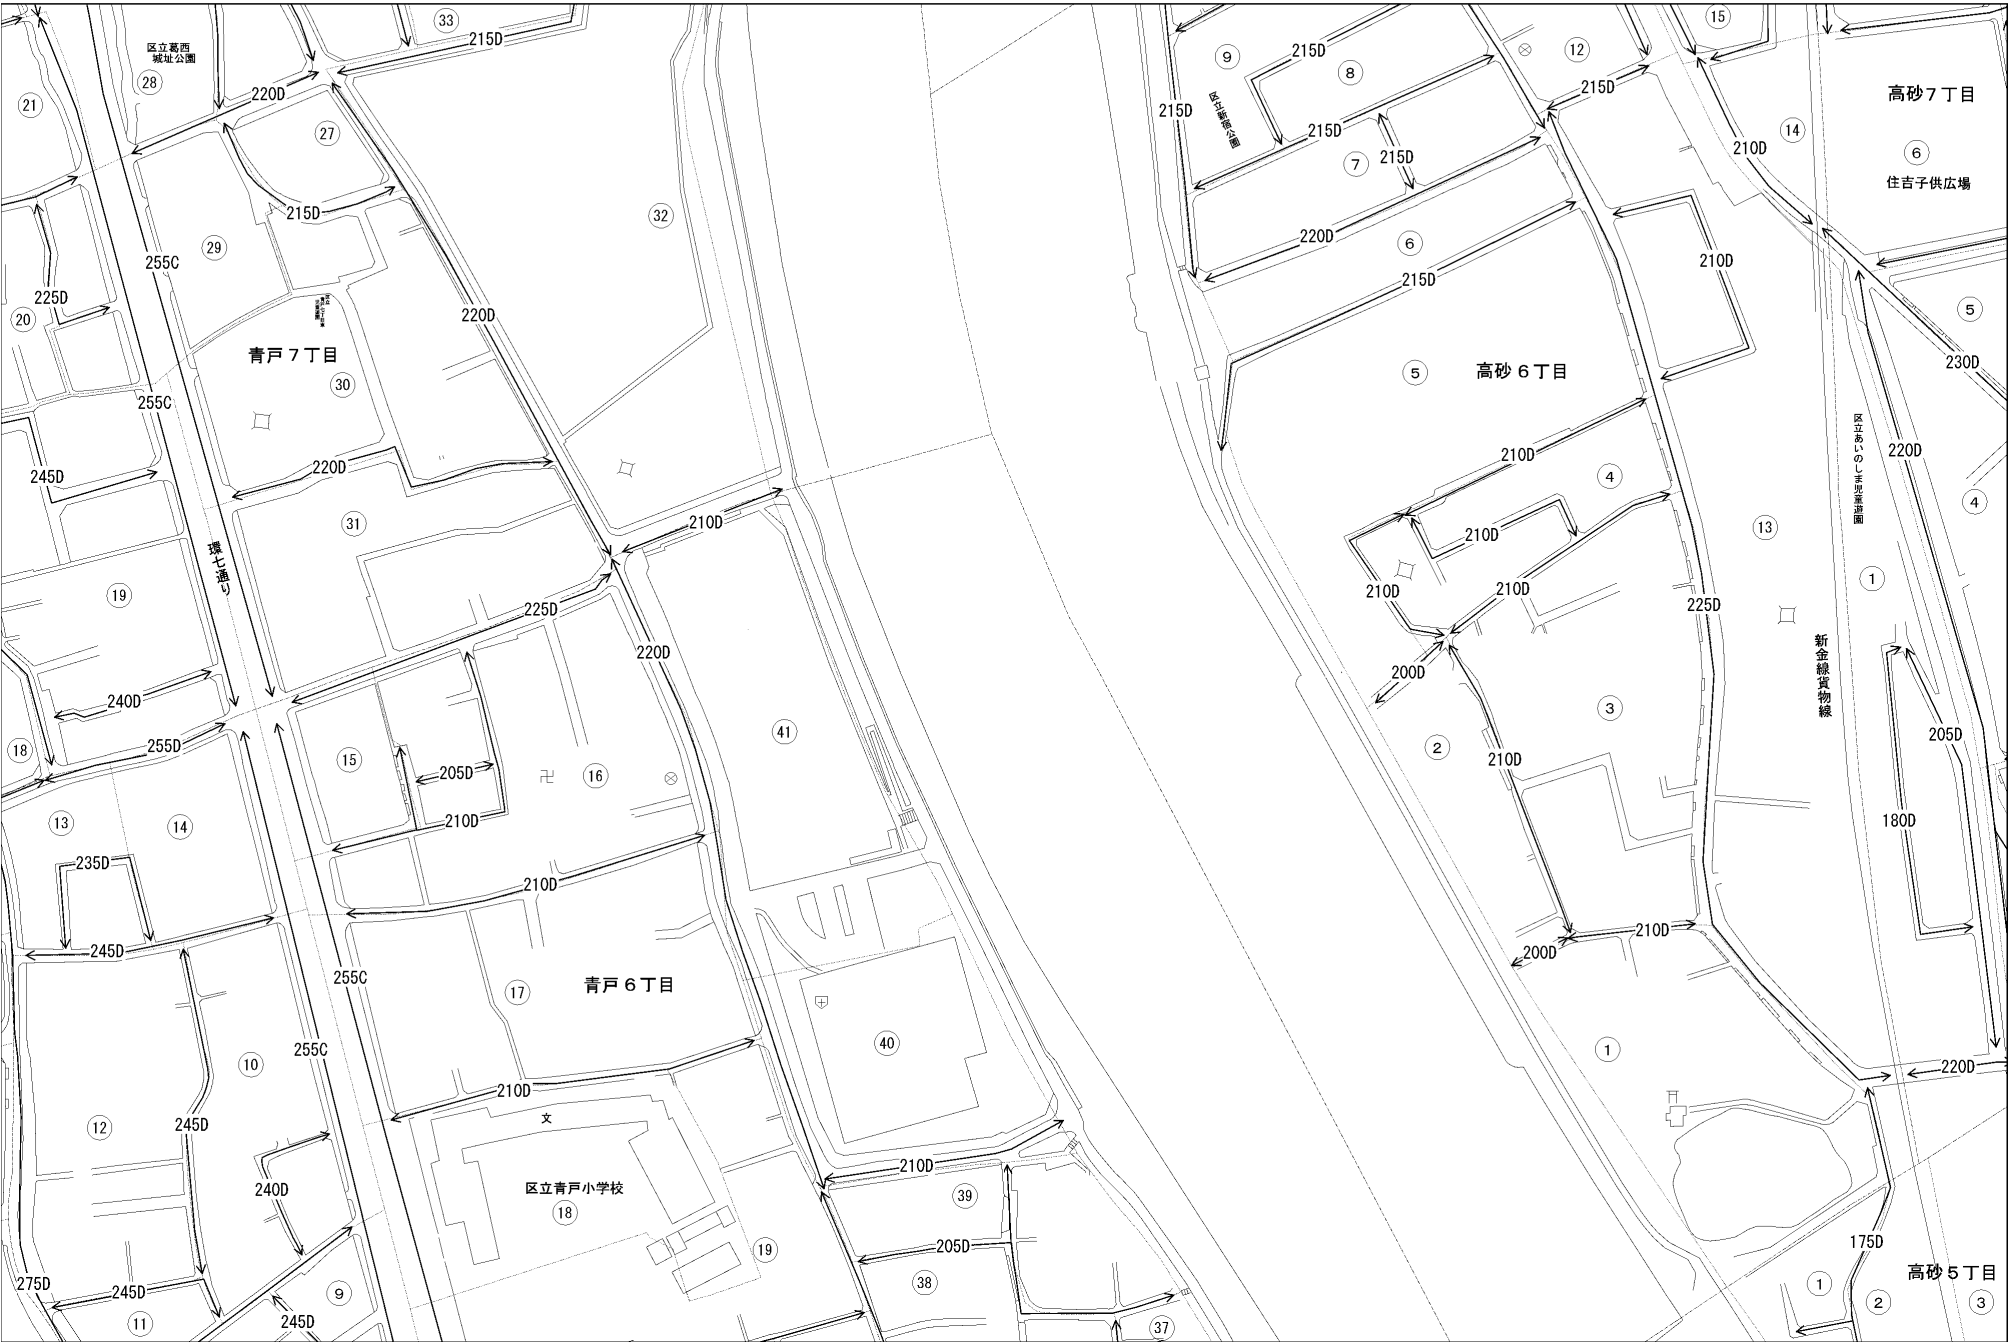 33
215D
区立葛西
城址公園
28
21
220D
27
215D
32
29
255C
225D
20
220D
青戸7丁目
30
255C
220D
245D
31
210D
環七通り
19
225D
220D
240D
18
255D
15
205D
16
41
13
14
210D
235D
210D
245D
255C
17
青戸6丁目
255C
10
40
12
245D
210D
文
240D
区立青戸小学校
18
210D
39
19
205D
38
275D
245D
9
11
245D
37
15
9
215D
8
12
215D
215D
区立新宿公園
215D
7
215D
高砂7丁目
14
210D
6
住吉子供広場
220D
6
215D
210D
5
230D
5
高砂6丁目
区立あいのしま児童遊園
220D
210D
4
4
210D
13
1
210D
210D
225D
新金線貨物線
200D
3
2
210D
205D
180D
210D
200D
1
220D
175D
高砂5丁目
1
2
3